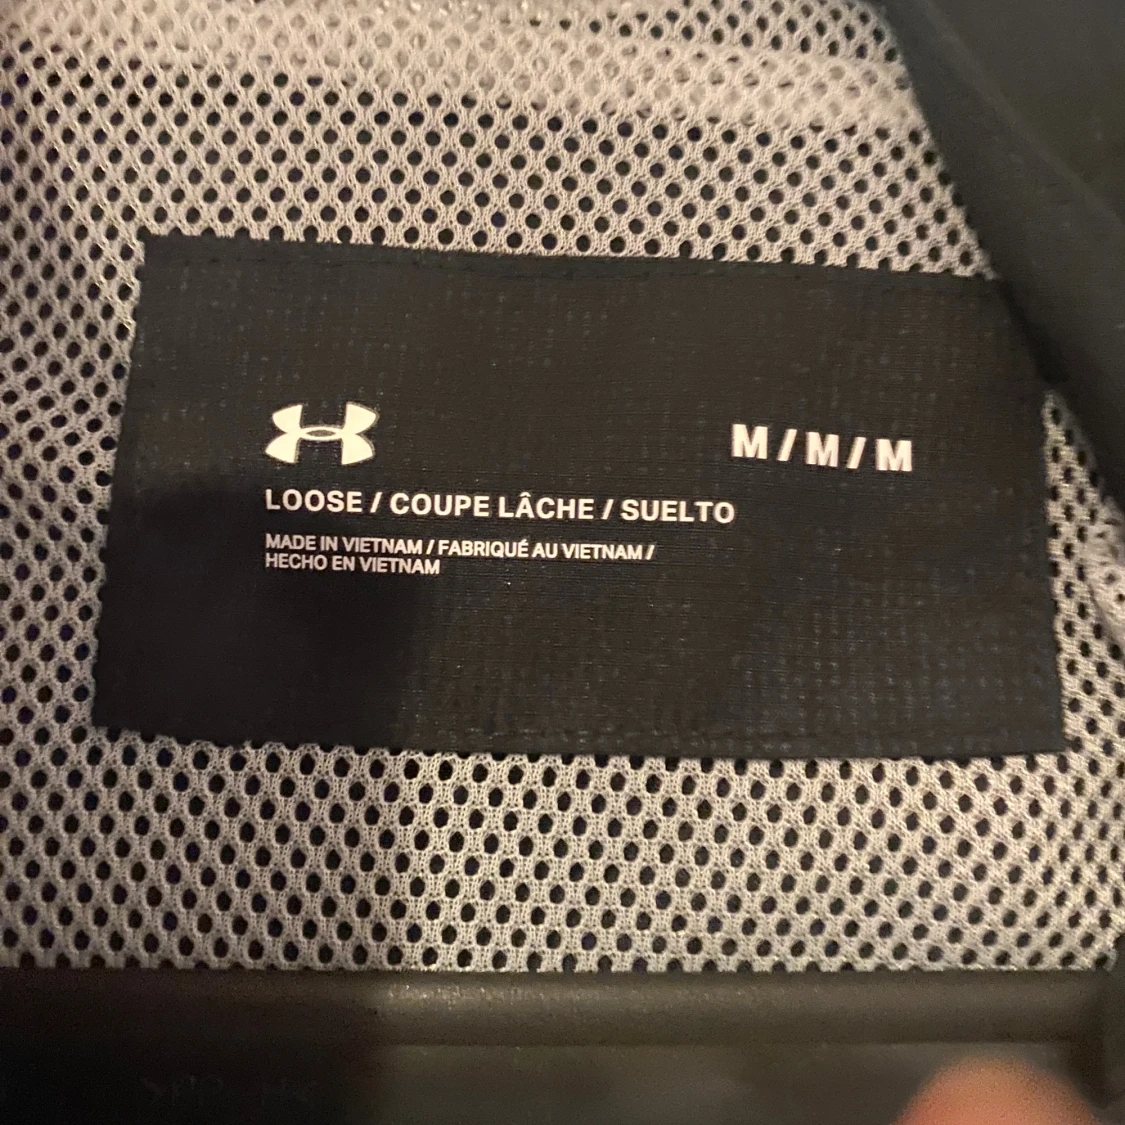 M / M / M
LOOSE / COUPE LÂCHE / SUELTO
MADE IN VIETNAM / FABRIQUÉ AU VIETNAM /
HECHO EN VIETNAM